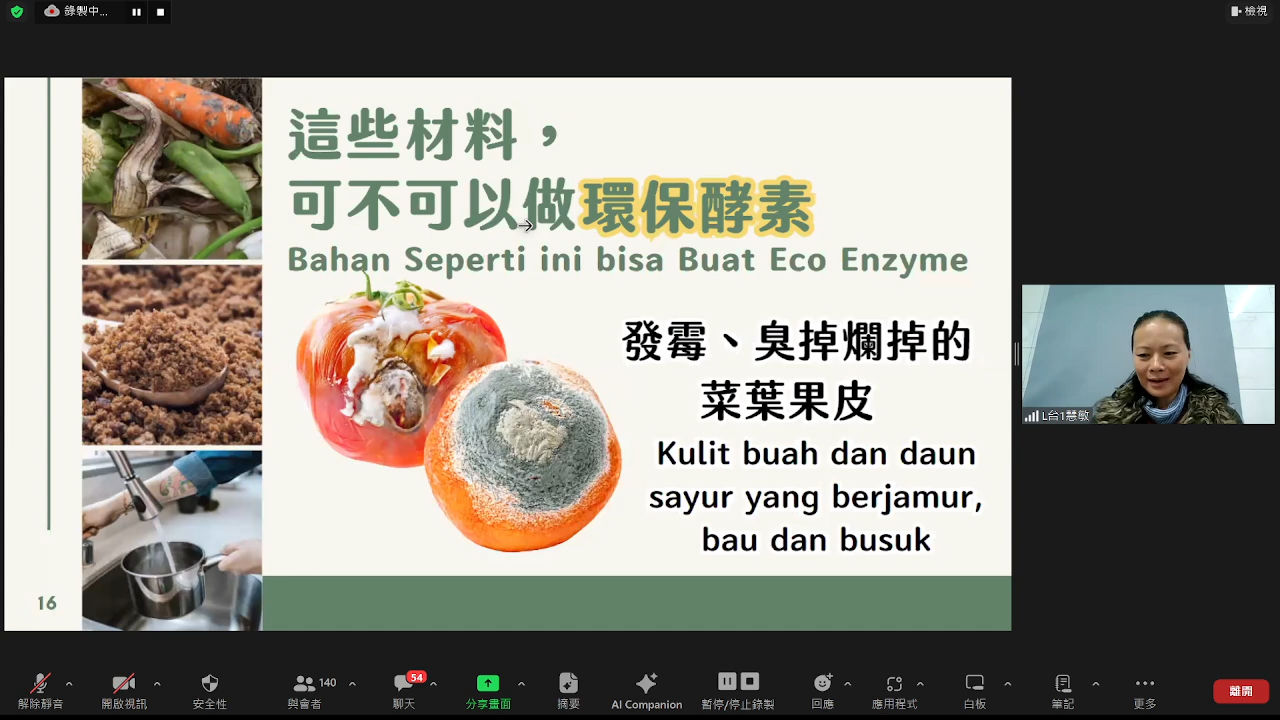 錄製中...
檢視
這些材料，
可不可以做環保酵素
Bahan Seperti ini bisa Buat Eco Enzyme
發霉、臭掉爛掉的
菜葉果皮
Kulit buah dan daun
sayur yang berjamur,
bau dan busuk
16
L台1慧敏
解除靜音
開啟視訊
安全性
140
與會者
54
聊天
分享畫面
摘要
AI Companion
暫停/停止錄製
回應
應用程式
白板
筆記
更多
離開